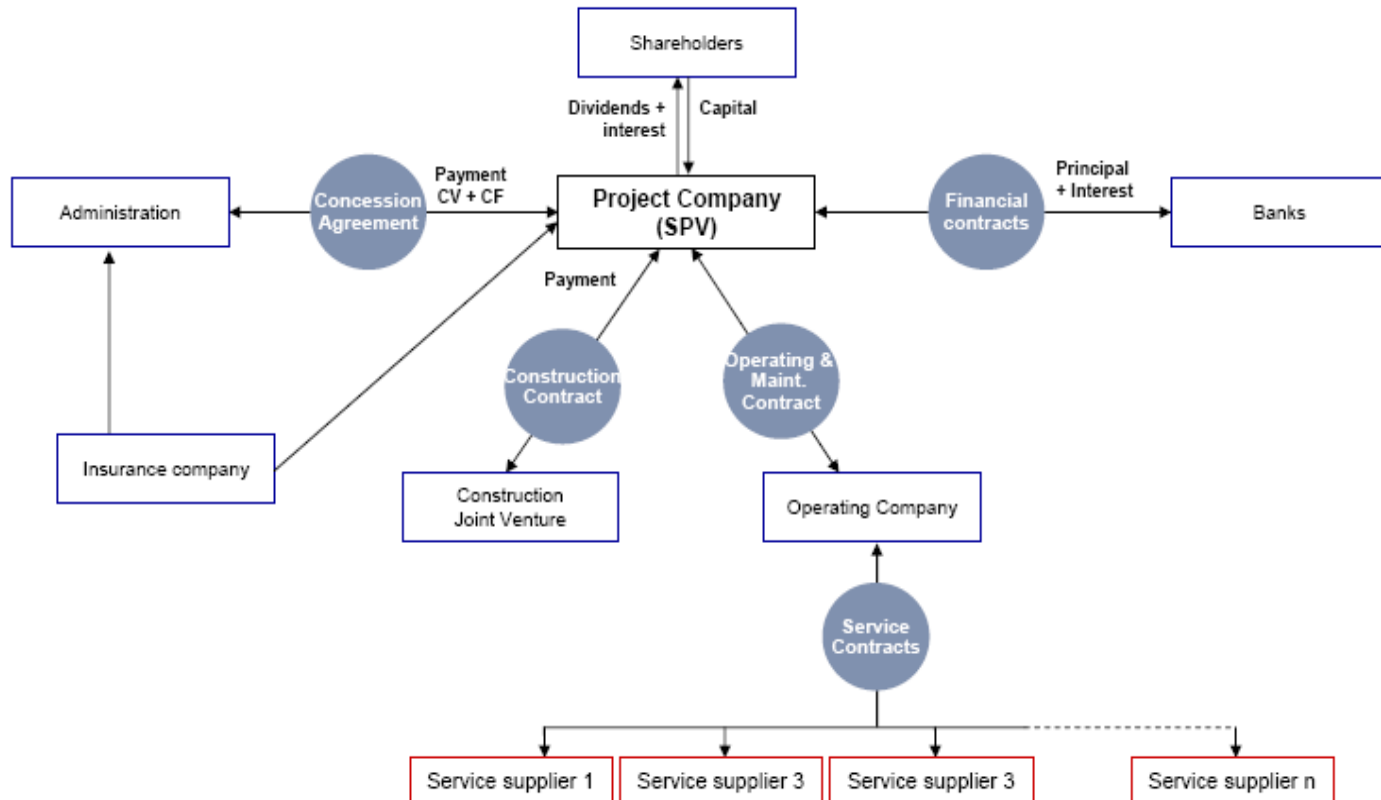 Shareholders
Dividends +
interest
Capital
Payment
CV + CF
Principal
+ Interest
Administration
Concession
Agreement
Project Company
(SPV)
Financial
contracts
Banks
Payment
Construction
Contract
Operating &
Maint.
Contract
Insurance company
Construction
Joint Venture
Operating Company
Service
Contracts
Service supplier 1
Service supplier 3
Service supplier 3
Service supplier n